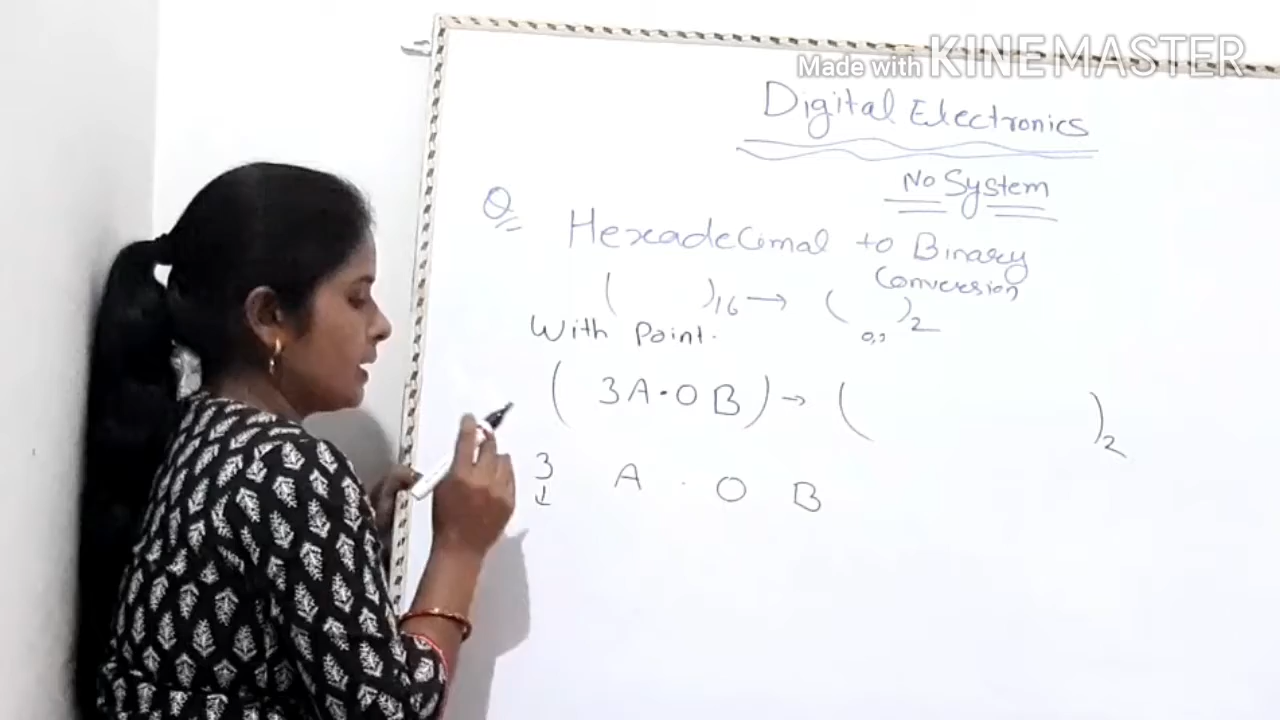 Made with KINEMASTER
Digital Electronics
No System
Q Hexadecimal to Binary
Conversion
( )16 → ( )2
0,1
With Point.
( 3A.0B ) → ( )2
3 A . 0 B
↓